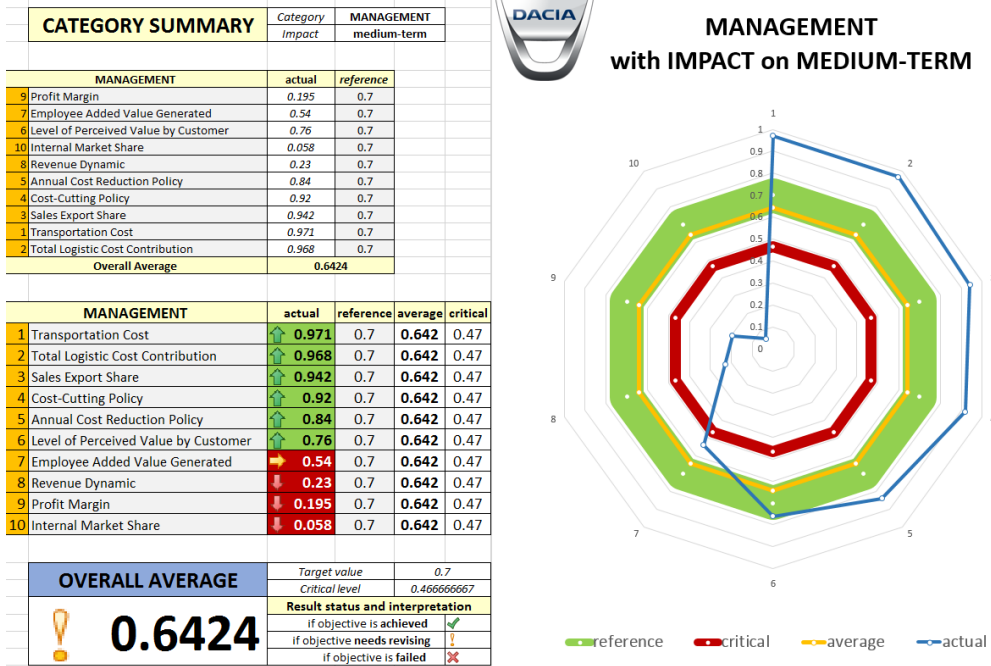 CATEGORY SUMMARY
Category MANAGEMENT
Impact medium-term
MANAGEMENT actual reference
9 Profit Margin 0.195 0.7
7 Employee Added Value Generated 0.54 0.7
6 Level of Perceived Value by Customer 0.76 0.7
10 Internal Market Share 0.058 0.7
8 Revenue Dynamic 0.23 0.7
5 Annual Cost Reduction Policy 0.84 0.7
4 Cost-Cutting Policy 0.92 0.7
3 Sales Export Share 0.942 0.7
1 Transportation Cost 0.971 0.7
2 Total Logistic Cost Contribution 0.968 0.7
Overall Average 0.6424
MANAGEMENT actual reference average critical
1 Transportation Cost 0.971 0.7 0.642 0.47
2 Total Logistic Cost Contribution 0.968 0.7 0.642 0.47
3 Sales Export Share 0.942 0.7 0.642 0.47
4 Cost-Cutting Policy 0.92 0.7 0.642 0.47
5 Annual Cost Reduction Policy 0.84 0.7 0.642 0.47
6 Level of Perceived Value by Customer 0.76 0.7 0.642 0.47
7 Employee Added Value Generated 0.54 0.7 0.642 0.47
8 Revenue Dynamic 0.23 0.7 0.642 0.47
9 Profit Margin 0.195 0.7 0.642 0.47
10 Internal Market Share 0.058 0.7 0.642 0.47
OVERALL AVERAGE
0.6424
Target value 0.7
Critical level 0.466666667
Result status and interpretation
if objective is achieved
if objective needs revising
if objective is failed
DACIA
MANAGEMENT
with IMPACT on MEDIUM-TERM
1
2
5
6
7
8
9
10
1
0.9
0.8
0.7
0.6
0.5
0.4
0.3
0.2
0.1
0
reference critical average actual